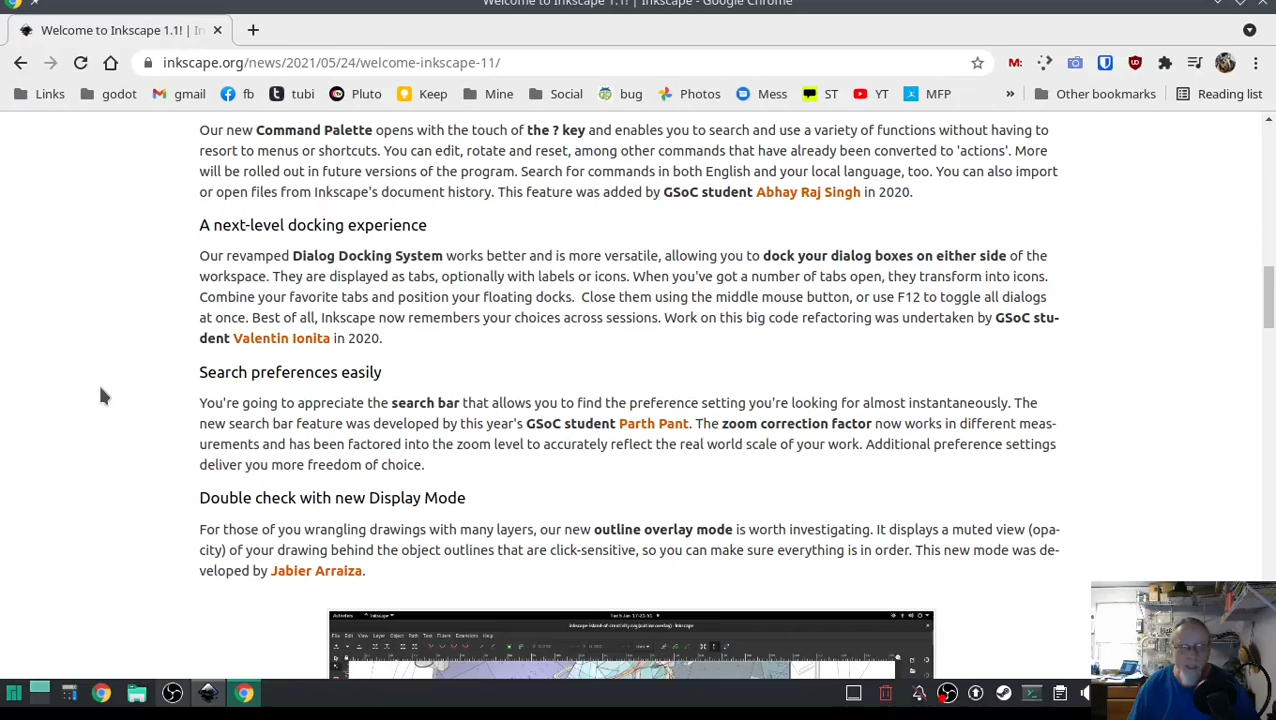 Welcome to Inkscape 1.1! | Inkscape - Google Chrome
Welcome to Inkscape 1.1! | In
inkscape.org/news/2021/05/24/welcome-inkscape-11/
Links godot gmail fb tubi Pluto Keep Mine Social bug Photos Mess ST YT MFP » Other bookmarks Reading list
Our new Command Palette opens with the touch of the ? key and enables you to search and use a variety of functions without having to
resort to menus or shortcuts. You can edit, rotate and reset, among other commands that have already been converted to 'actions'. More
will be rolled out in future versions of the program. Search for commands in both English and your local language, too. You can also import
or open files from Inkscape's document history. This feature was added by GSoC student Abhay Raj Singh in 2020.
A next-level docking experience
Our revamped Dialog Docking System works better and is more versatile, allowing you to dock your dialog boxes on either side of the
workspace. They are displayed as tabs, optionally with labels or icons. When you've got a number of tabs open, they transform into icons.
Combine your favorite tabs and position your floating docks. Close them using the middle mouse button, or use F12 to toggle all dialogs
at once. Best of all, Inkscape now remembers your choices across sessions. Work on this big code refactoring was undertaken by GSoC stu-
dent Valentin Ionita in 2020.
Search preferences easily
You're going to appreciate the search bar that allows you to find the preference setting you're looking for almost instantaneously. The
new search bar feature was developed by this year's GSoC student Parth Pant. The zoom correction factor now works in different meas-
urements and has been factored into the zoom level to accurately reflect the real world scale of your work. Additional preference settings
deliver you more freedom of choice.
Double check with new Display Mode
For those of you wrangling drawings with many layers, our new outline overlay mode is worth investigating. It displays a muted view (opa-
city) of your drawing behind the object outlines that are click-sensitive, so you can make sure everything is in order. This new mode was de-
veloped by Jabier Arraiza.
Activities Inkscape
File Edit View Layer Object Path Text Filters Extensions Help